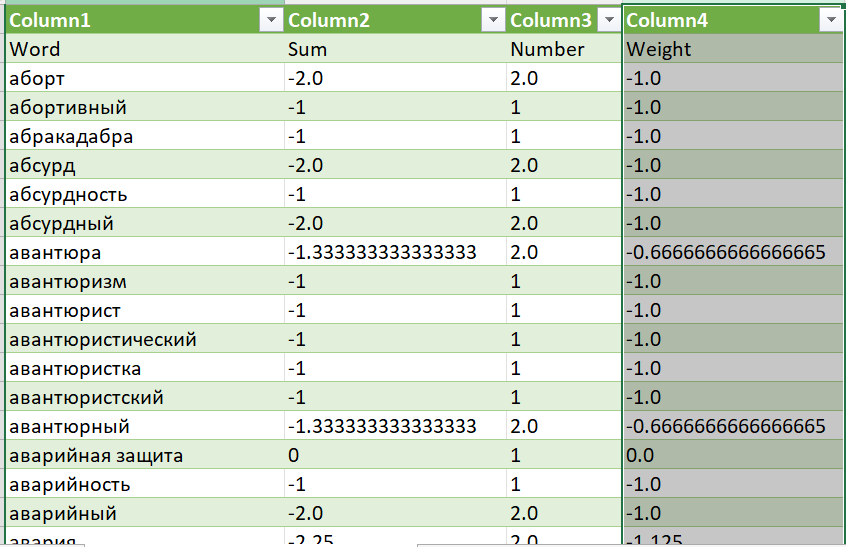 Column1 Column2 Column3 Column4
Word Sum Number Weight
аборт -2.0 2.0 -1.0
абортивный -1 1 -1.0
абракадабра -1 1 -1.0
абсурд -2.0 2.0 -1.0
абсурдность -1 1 -1.0
абсурдный -2.0 2.0 -1.0
авантюра -1.333333333333333 2.0 -0.6666666666666665
авантюризм -1 1 -1.0
авантюрист -1 1 -1.0
авантюристический -1 1 -1.0
авантюристка -1 1 -1.0
авантюристский -1 1 -1.0
авантюрный -1.333333333333333 2.0 -0.6666666666666665
аварийная защита 0 1 0.0
аварийность -1 1 -1.0
аварийный -2.0 2.0 -1.0
авария -2.25 2.0 -1.125